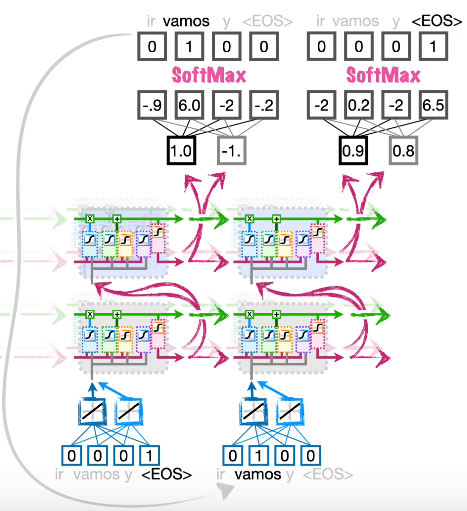 ir vamos y <EOS> ir vamos y <EOS>
0 1 0 0 0 0 0 1
SoftMax SoftMax
-.9 6.0 -2 -.2 -2 0.2 -2 6.5
1.0 -1. 0.9 0.8
x + x +
x + x +
0 0 0 1 0 1 0 0
ir vamos y <EOS> ir vamos y <EOS>